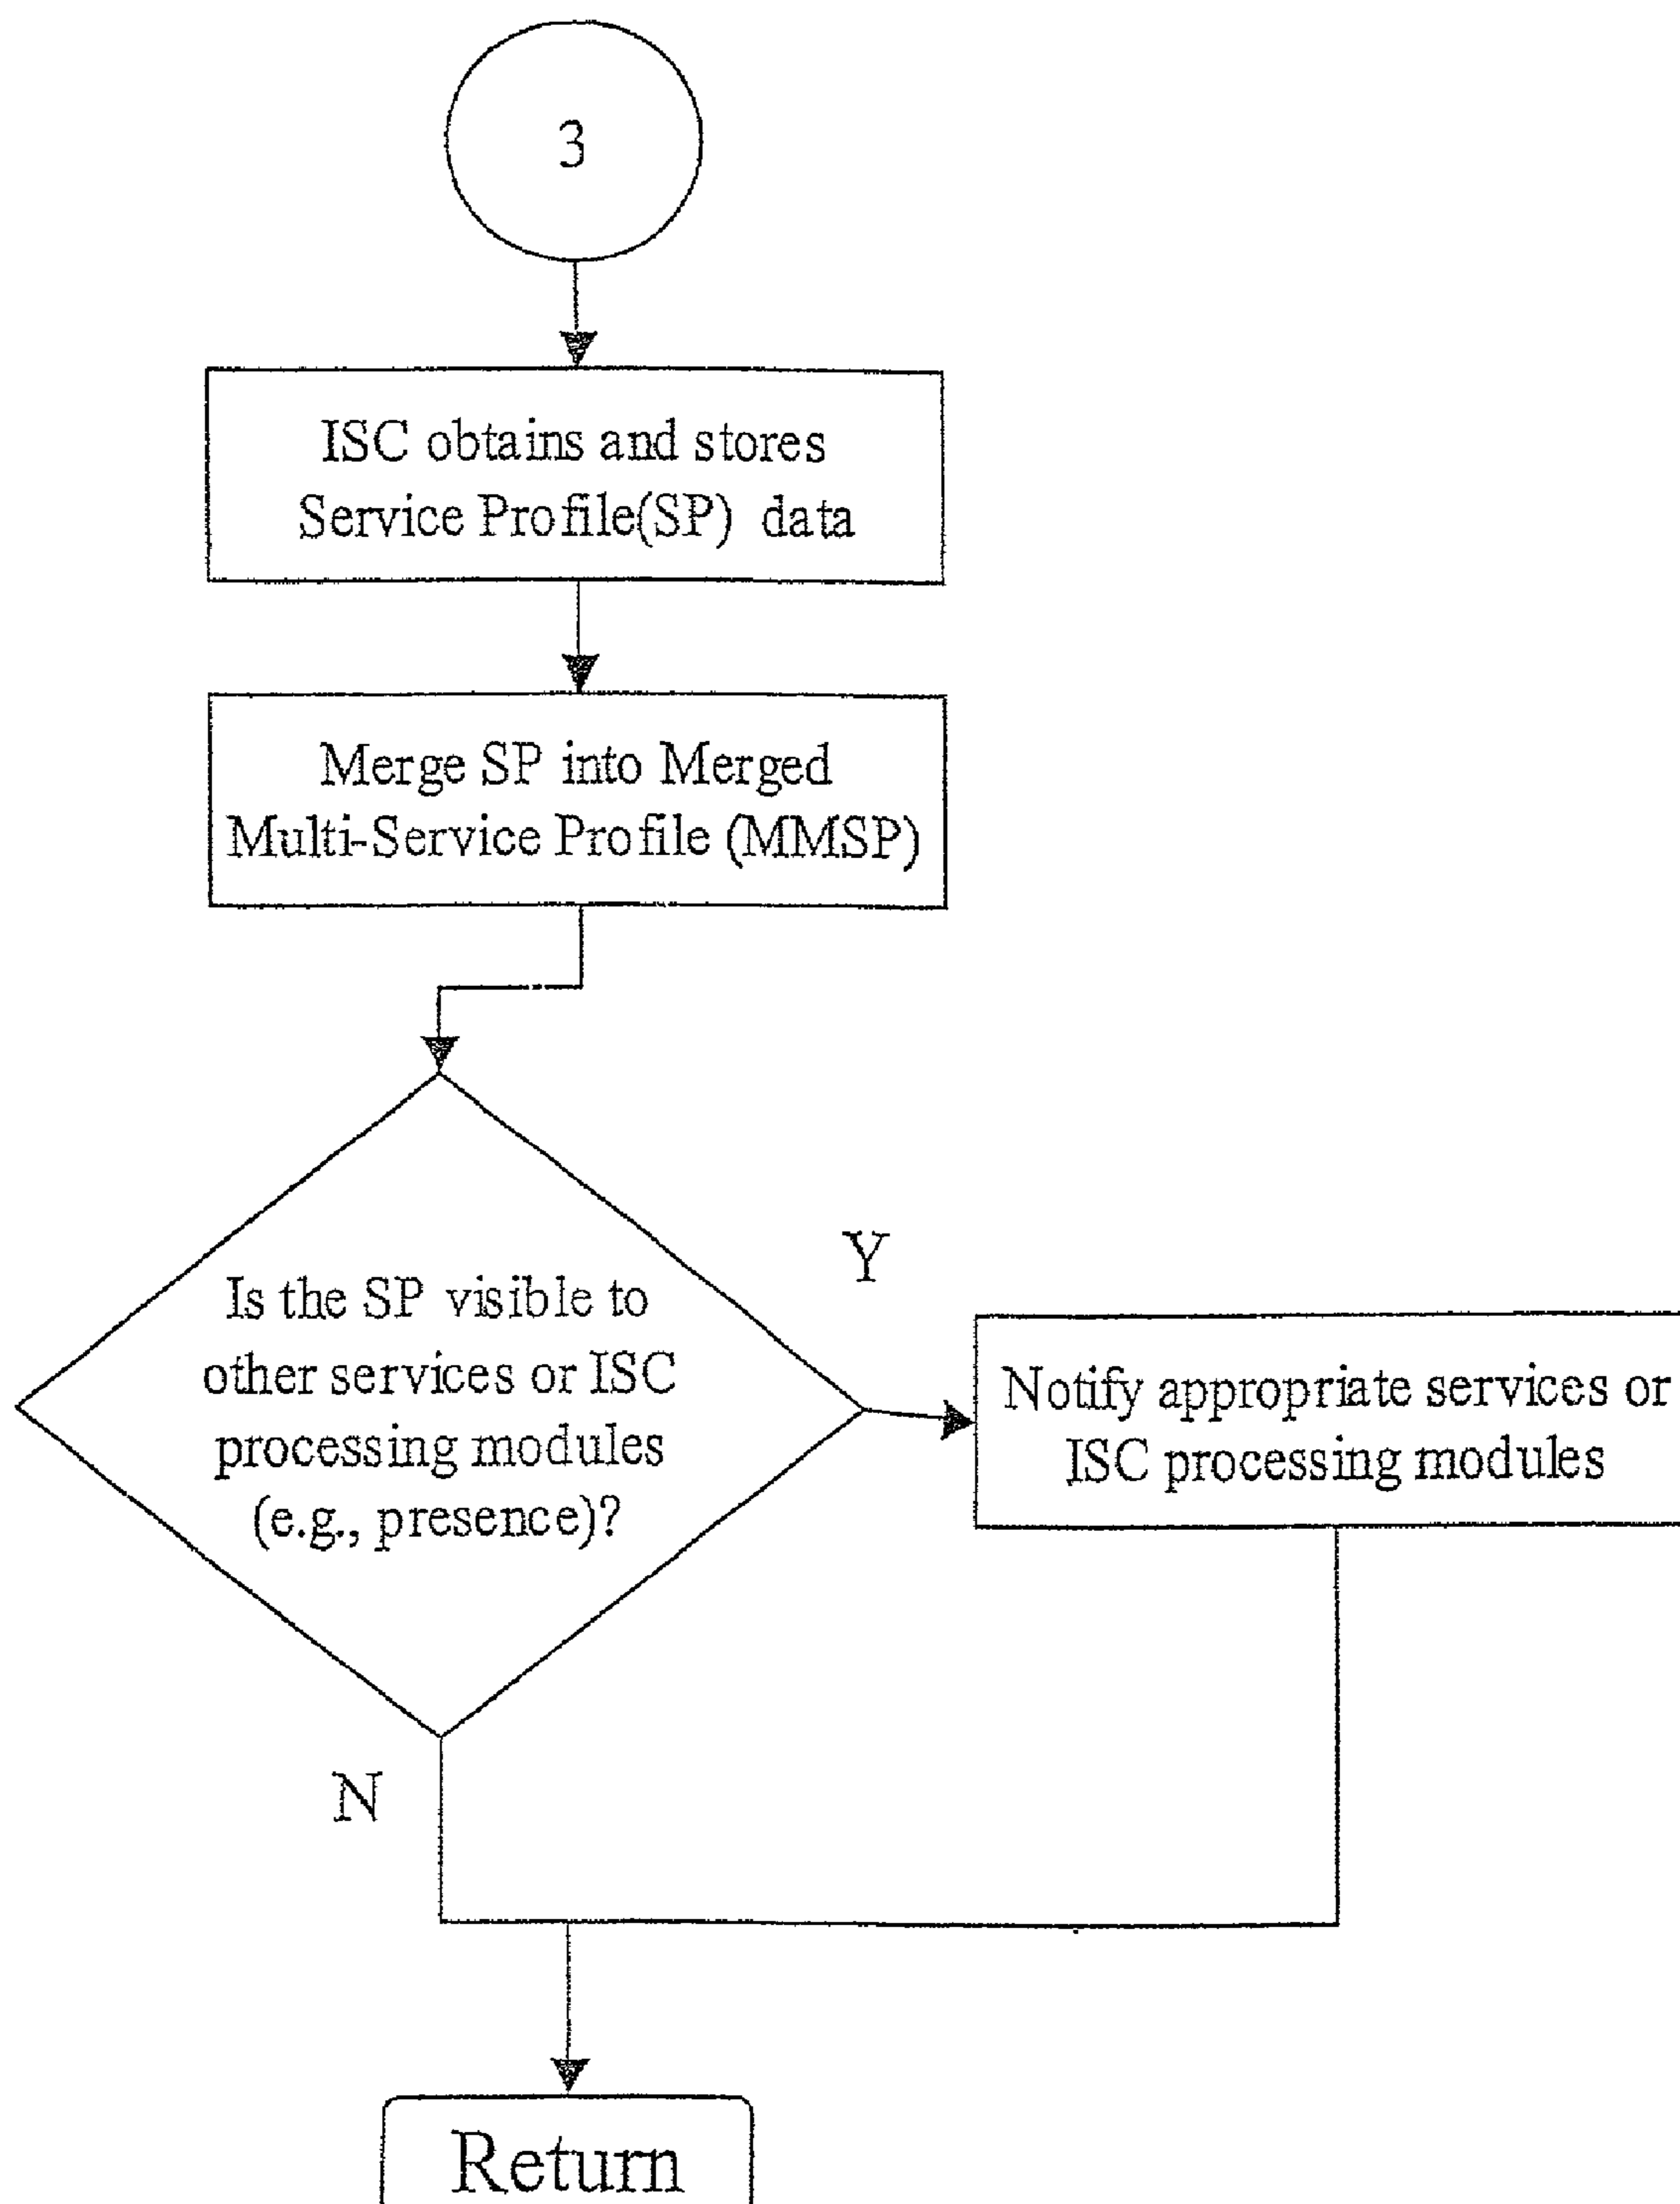 3
ISC obtains and stores
Service Profile(SP) data
Merge SP into Merged
Multi-Service Profile (MMSP)
Is the SP visible to
other services or ISC
processing modules
(e.g., presence)?
Y
Notify appropriate services or
ISC processing modules
N
Return